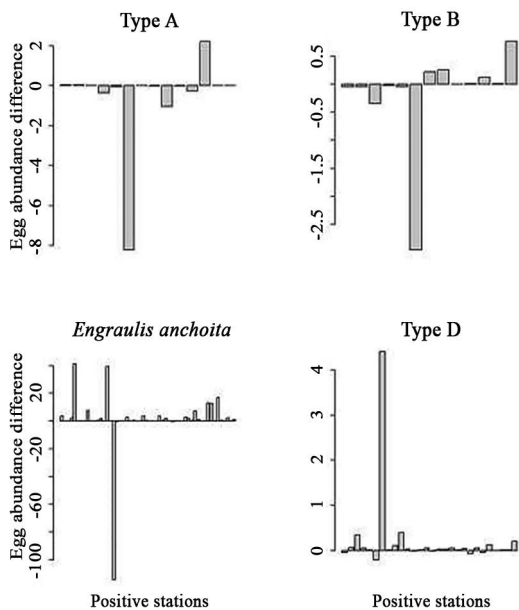 Type A
Egg abundance difference
2
0
-2
-4
-6
-8
Type B
0.5
-0.5
-1.5
-2.5
Engraulis anchoita
Egg abundance difference
20
-20
-60
-100
Positive stations
Type D
4
3
2
1
0
Positive stations